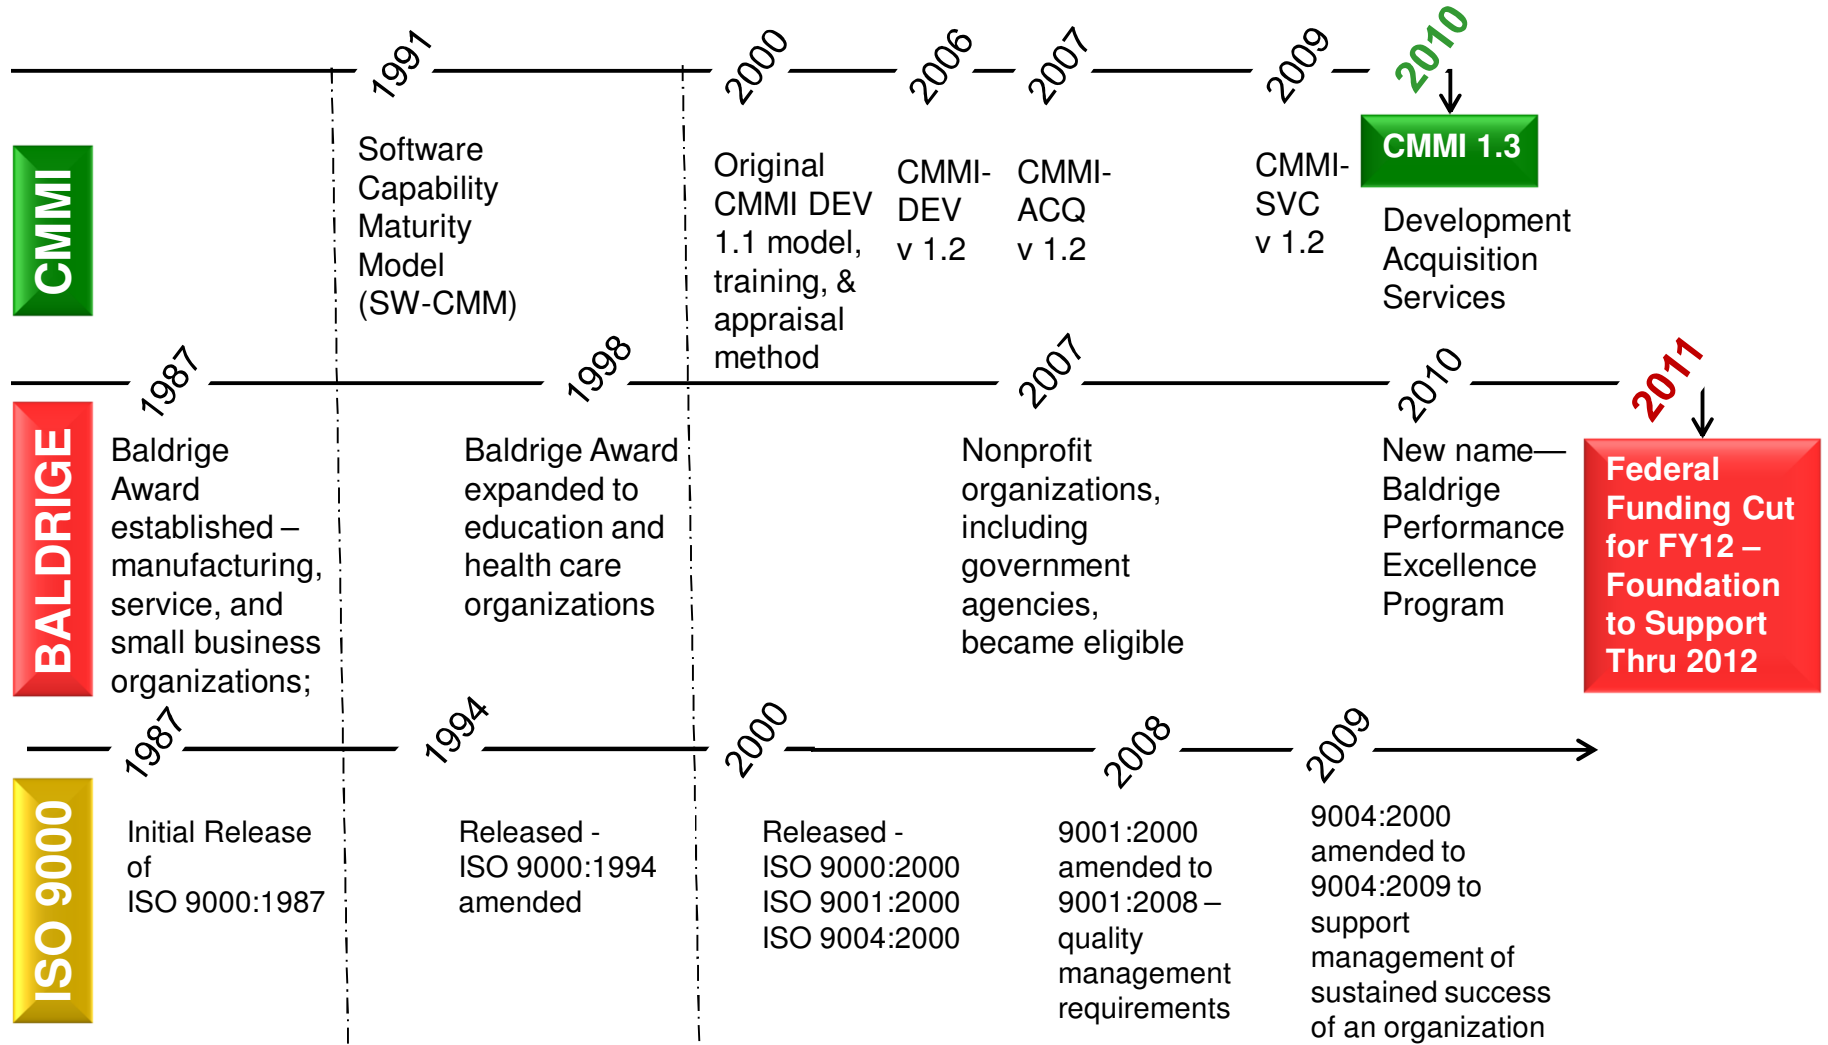 1991
2000
2006
2007
2009
2010
CMMI
Software
Capability
Maturity
Model
(SW-CMM)
Original
CMMI DEV
1.1 model,
training, &
appraisal
method
CMMI-
DEV
v 1.2
CMMI-
ACQ
v 1.2
CMMI-
SVC
v 1.2
CMMI 1.3
Development
Acquisition
Services
1987
1998
2007
2010
2011
BALDRIGE
Baldrige
Award
established –
manufacturing,
service, and
small business
organizations;
Baldrige Award
expanded to
education and
health care
organizations
Nonprofit
organizations,
including
government
agencies,
became eligible
New name—
Baldrige
Performance
Excellence
Program
Federal
Funding Cut
for FY12 –
Foundation
to Support
Thru 2012
1987
1994
2000
2008
2009
ISO 9000
Initial Release
of
ISO 9000:1987
Released -
ISO 9000:1994
amended
Released -
ISO 9000:2000
ISO 9001:2000
ISO 9004:2000
9001:2000
amended to
9001:2008 –
quality
management
requirements
9004:2000
amended to
9004:2009 to
support
management of
sustained success
of an organization